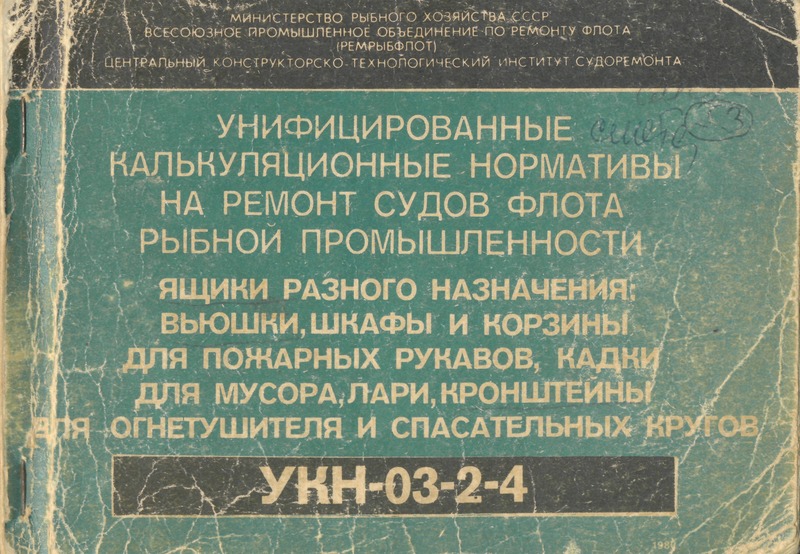 МИНИСТЕРСТВО РЫБНОГО ХОЗЯЙСТВА СССР
ВСЕСОЮЗНОЕ ПРОМЫШЛЕННОЕ ОБЪЕДИНЕНИЕ ПО РЕМОНТУ ФЛОТА
(РЕМРЫБФЛОТ)
ЦЕНТРАЛЬНЫЙ КОНСТРУКТОРСКО-ТЕХНОЛОГИЧЕСКИЙ ИНСТИТУТ СУДОРЕМОНТА
УНИФИЦИРОВАННЫЕ
КАЛЬКУЛЯЦИОННЫЕ НОРМАТИВЫ
НА РЕМОНТ СУДОВ ФЛОТА
РЫБНОЙ ПРОМЫШЛЕННОСТИ
ЯЩИКИ РАЗНОГО НАЗНАЧЕНИЯ;
ВЬЮШКИ, ШКАФЫ И КОРЗИНЫ
ДЛЯ ПОЖАРНЫХ РУКАВОВ, КАДКИ
ДЛЯ МУСОРА, ЛАРИ, КРОНШТЕЙНЫ
ДЛЯ ОГНЕТУШИТЕЛЯ И СПАСАТЕЛЬНЫХ КРУГОВ
УКН-03-2-4